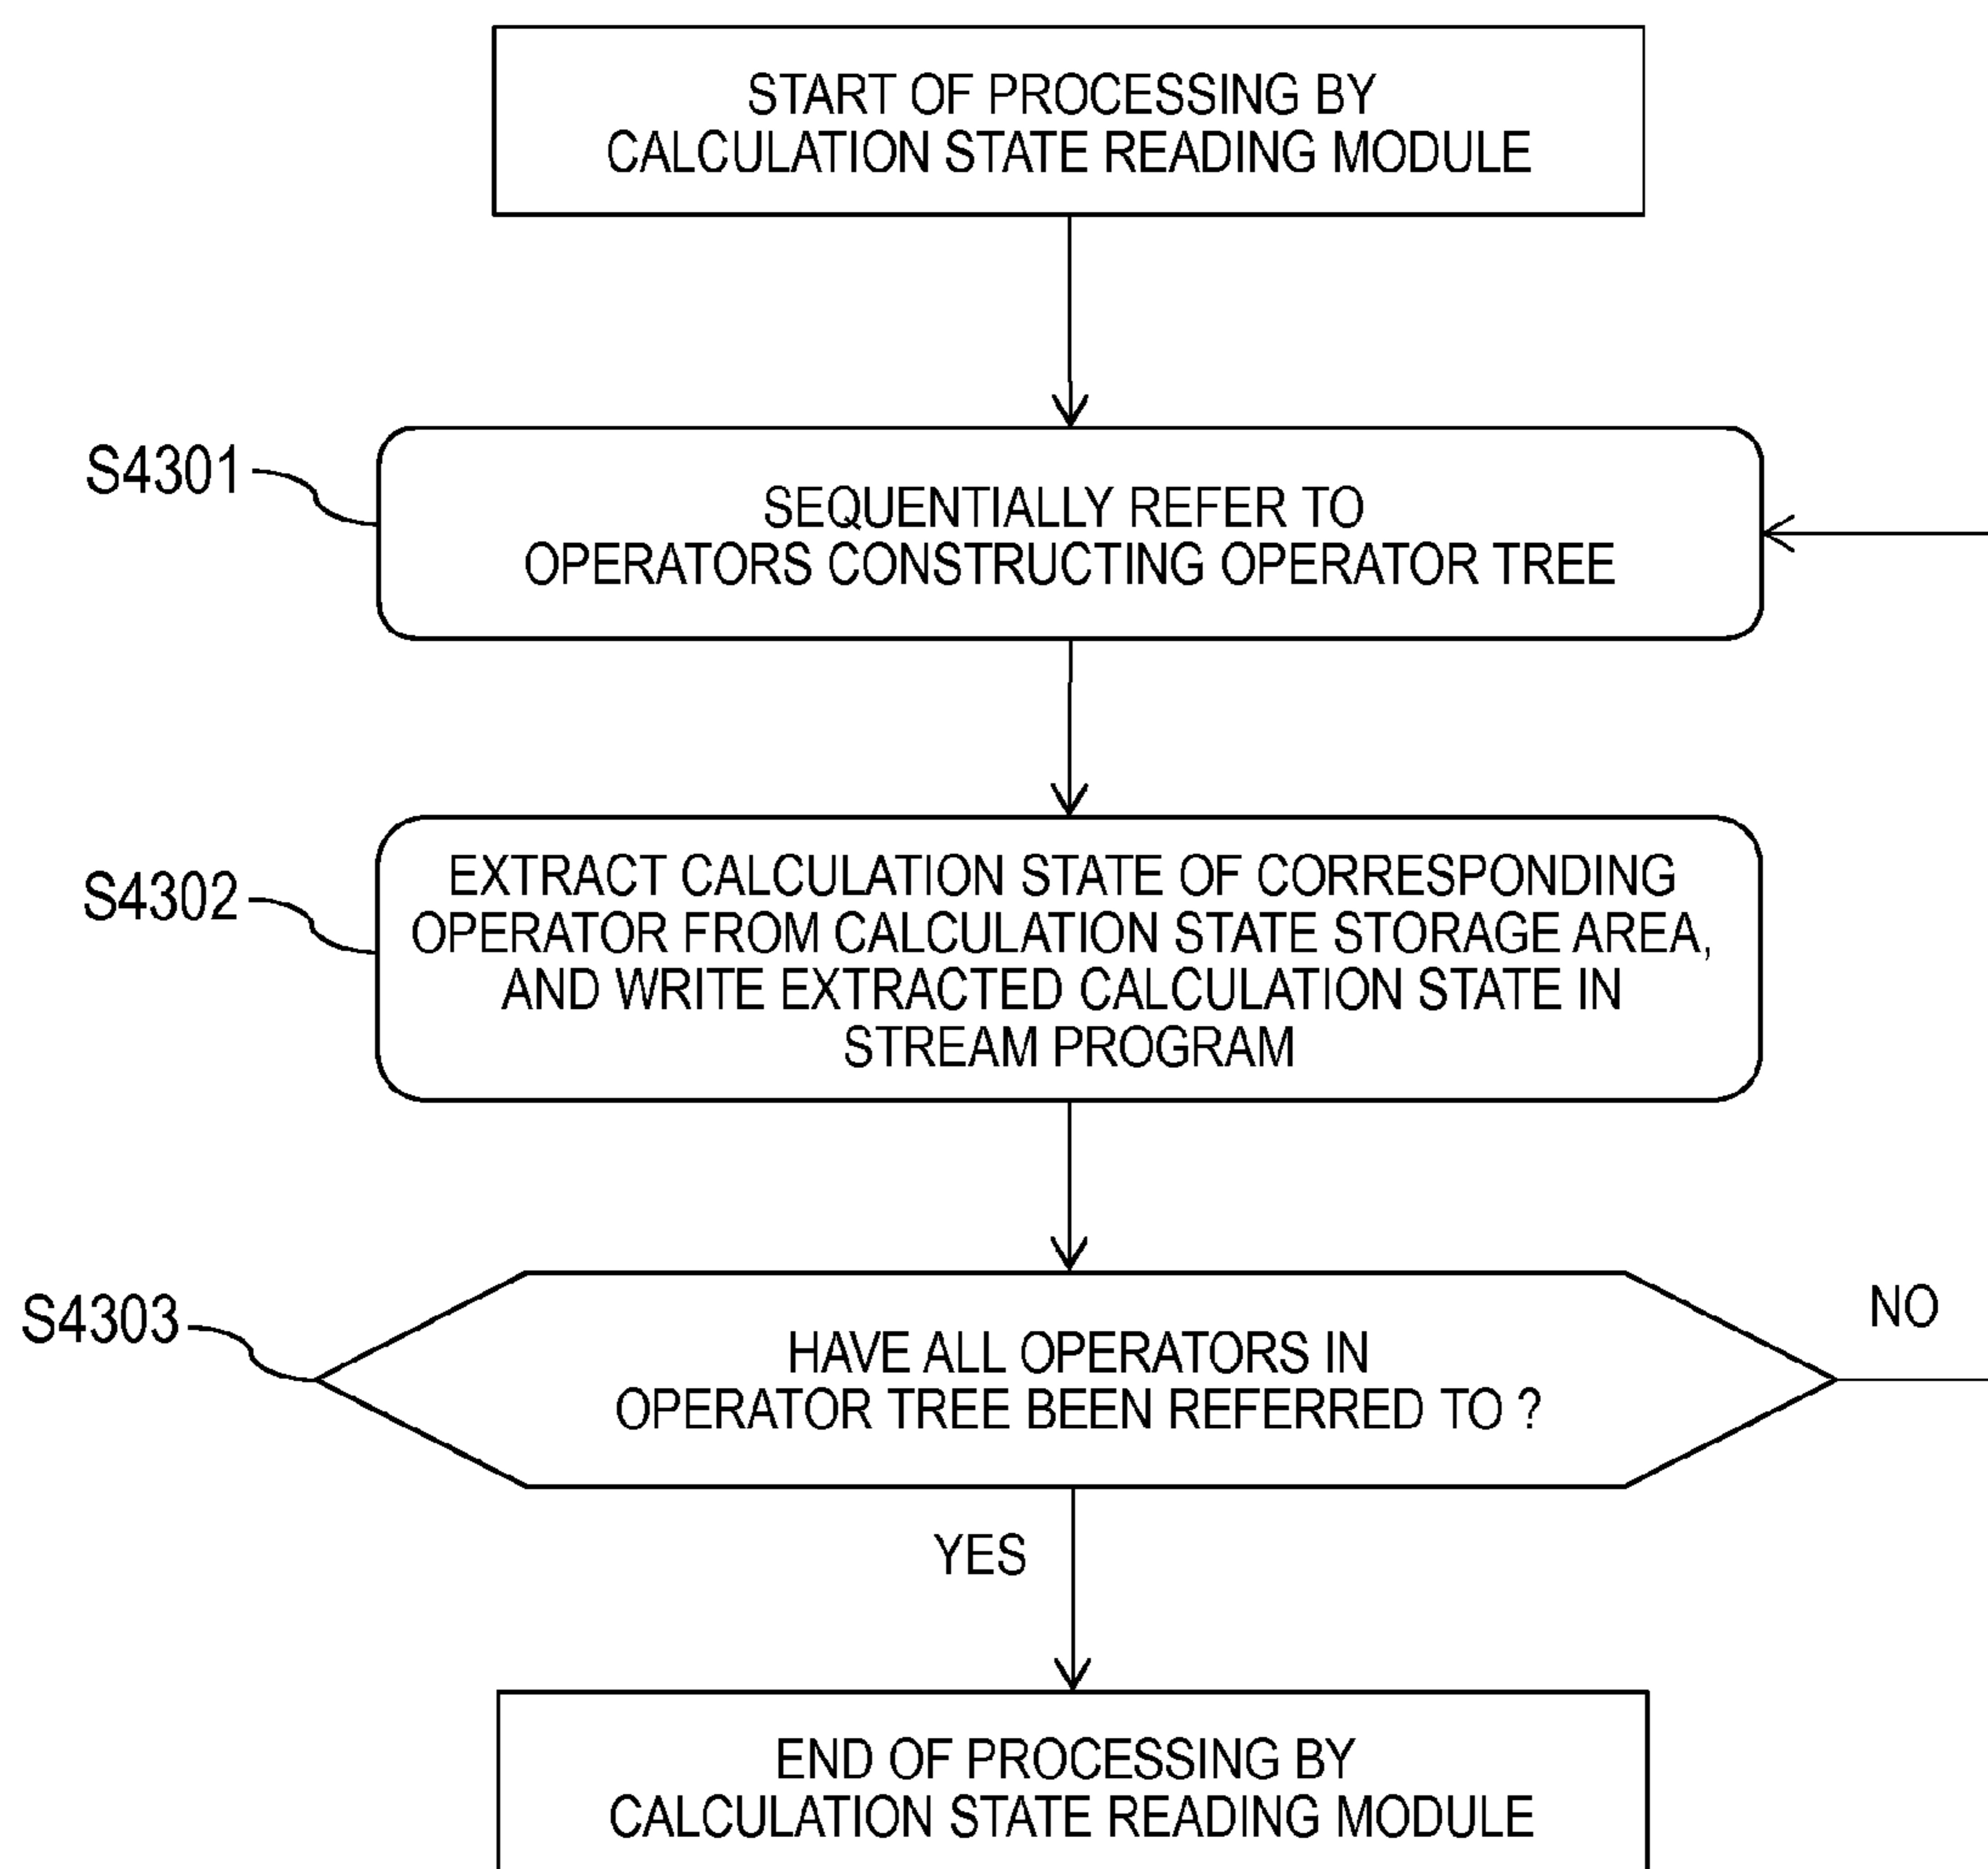 START OF PROCESSING BY
CALCULATION STATE READING MODULE
S4301
SEQUENTIALLY REFER TO
OPERATORS CONSTRUCTING OPERATOR TREE
S4302
EXTRACT CALCULATION STATE OF CORRESPONDING
OPERATOR FROM CALCULATION STATE STORAGE AREA,
AND WRITE EXTRACTED CALCULATION STATE IN
STREAM PROGRAM
S4303
HAVE ALL OPERATORS IN
OPERATOR TREE BEEN REFERRED TO ?
NO
YES
END OF PROCESSING BY
CALCULATION STATE READING MODULE